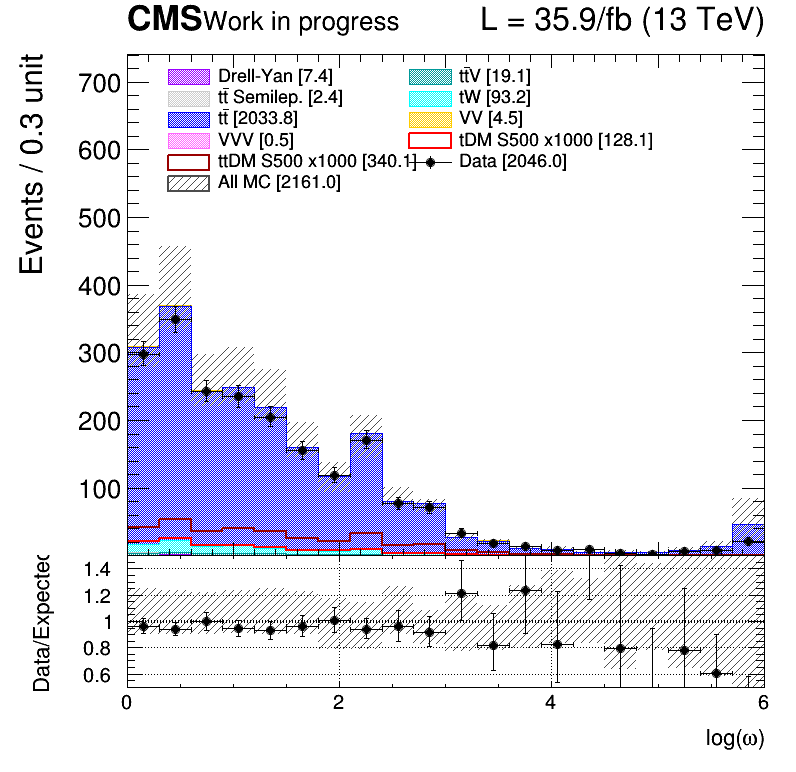 CMS Work in progress L = 35.9/fb (13 TeV)
Events / 0.3 unit
700
600
500
400
300
200
100
Drell-Yan [7.4]
tt̄V [19.1]
tt̄ Semilep. [2.4]
tW [93.2]
tt̄ [2033.8]
VV [4.5]
VVV [0.5]
tDM S500 x1000 [128.1]
ttDM S500 x1000 [340.1]
Data [2046.0]
All MC [2161.0]
Data/Expected
1.4
1.2
1
0.8
0.6
0 2 4 6
log(ω)